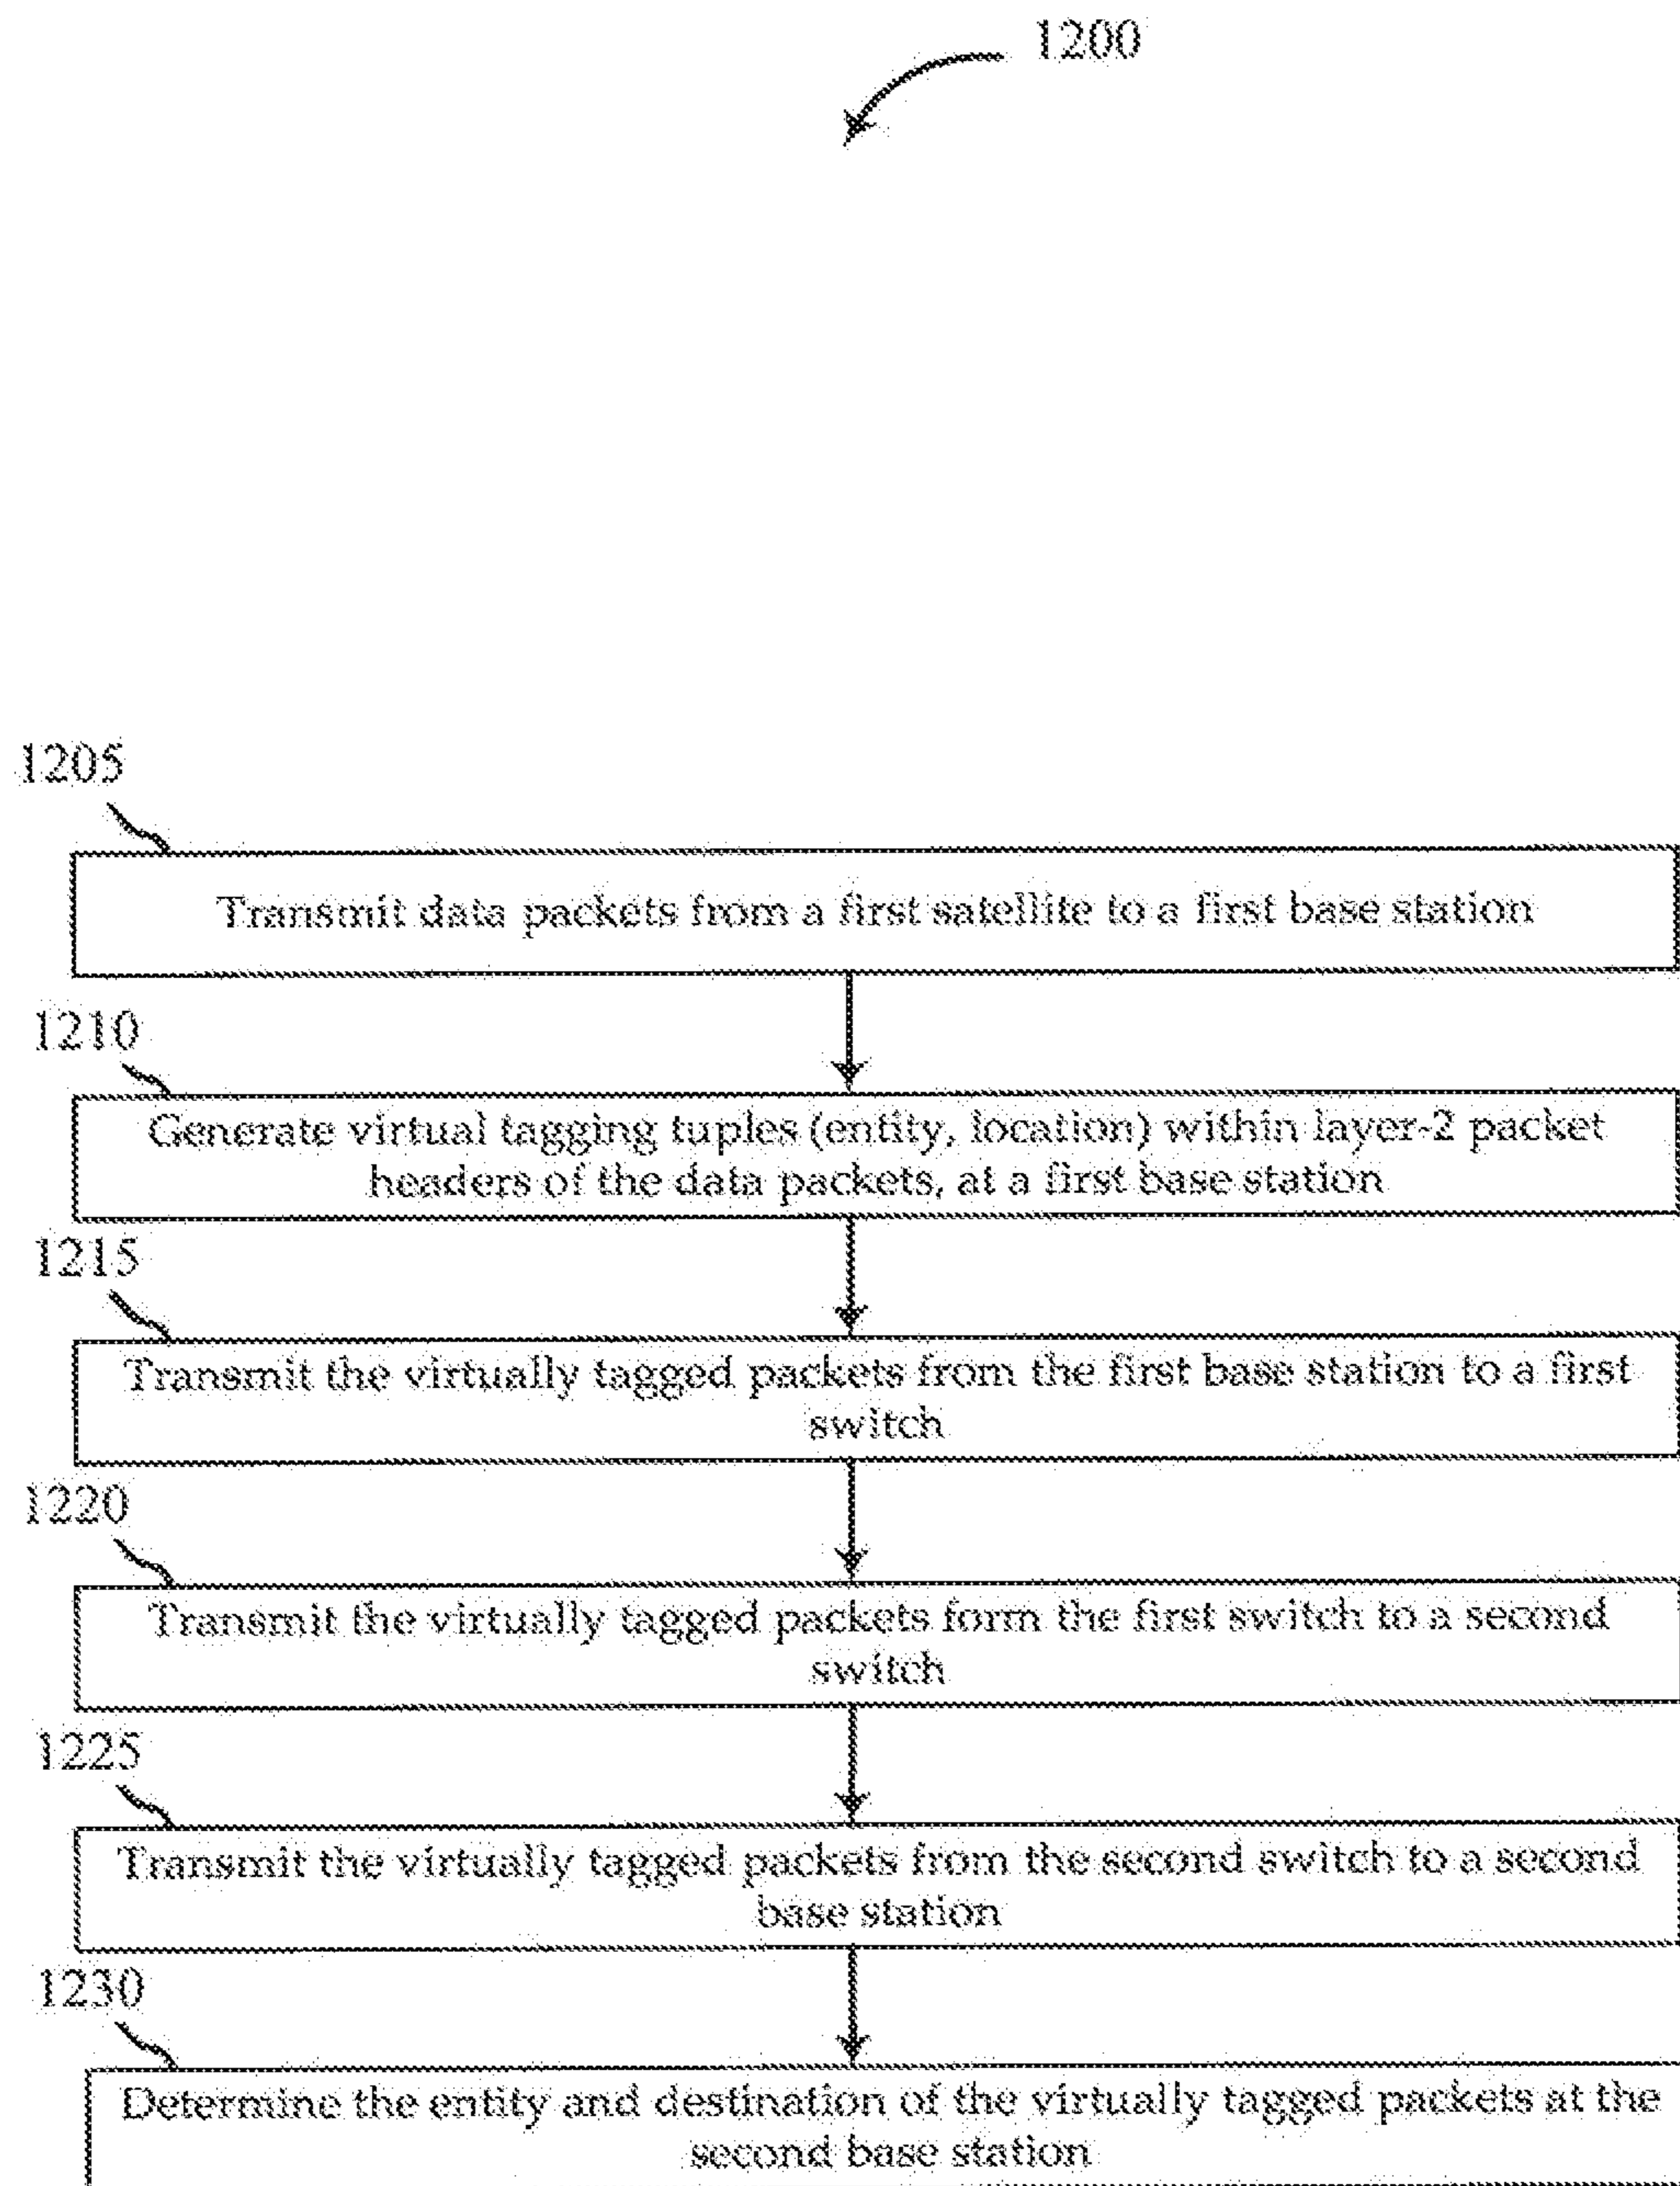 1200
1205
Transmit data packets from a first satellite to a first base station
1210
Generate virtual tagging tuples (entity, location) within layer-2 packet
headers of the data packets, at a first base station
1215
Transmit the virtually tagged packets from the first base station to a first
switch
1220
Transmit the virtually tagged packets form the first switch to a second
switch
1225
Transmit the virtually tagged packets from the second switch to a second
base station
1230
Determine the entity and destination of the virtually tagged packets at the
second base station